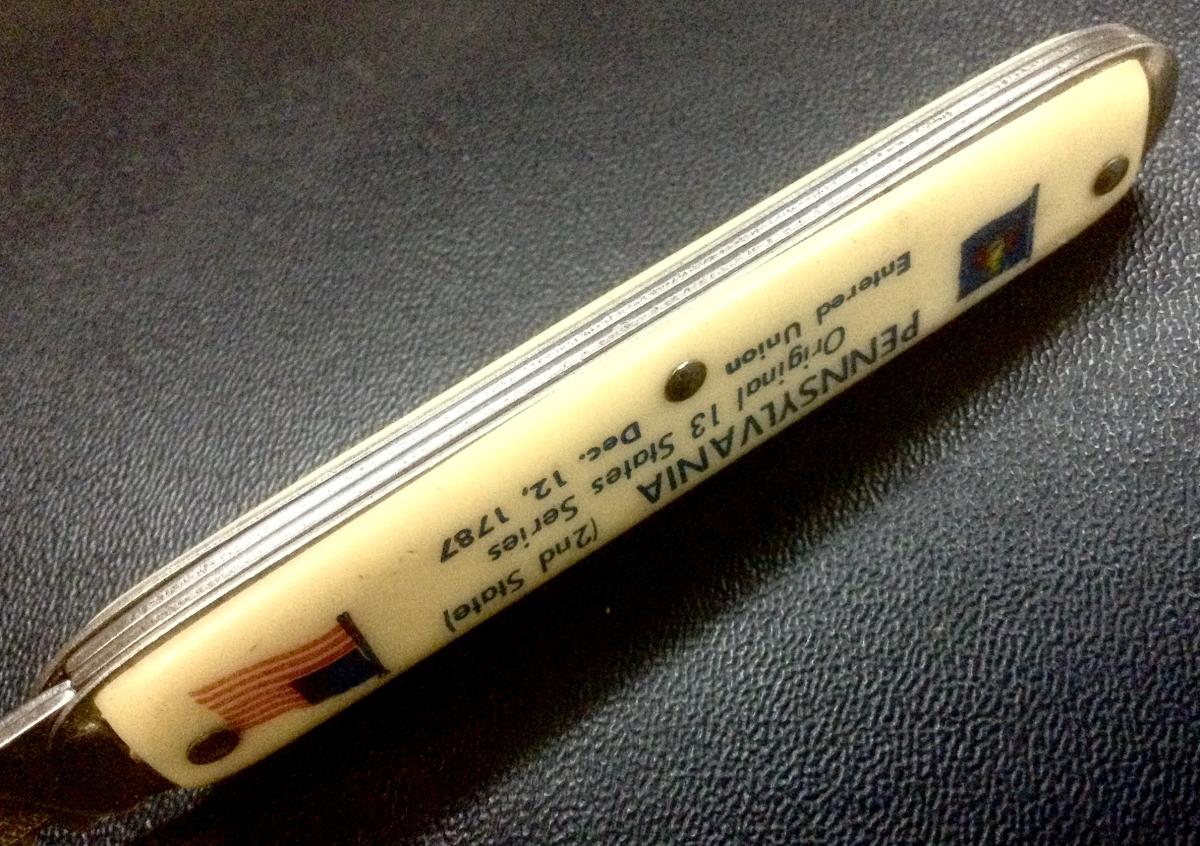 PENNSYLVANIA (2nd State)
Original 13 States Series
Entered Union Dec. 12, 1787